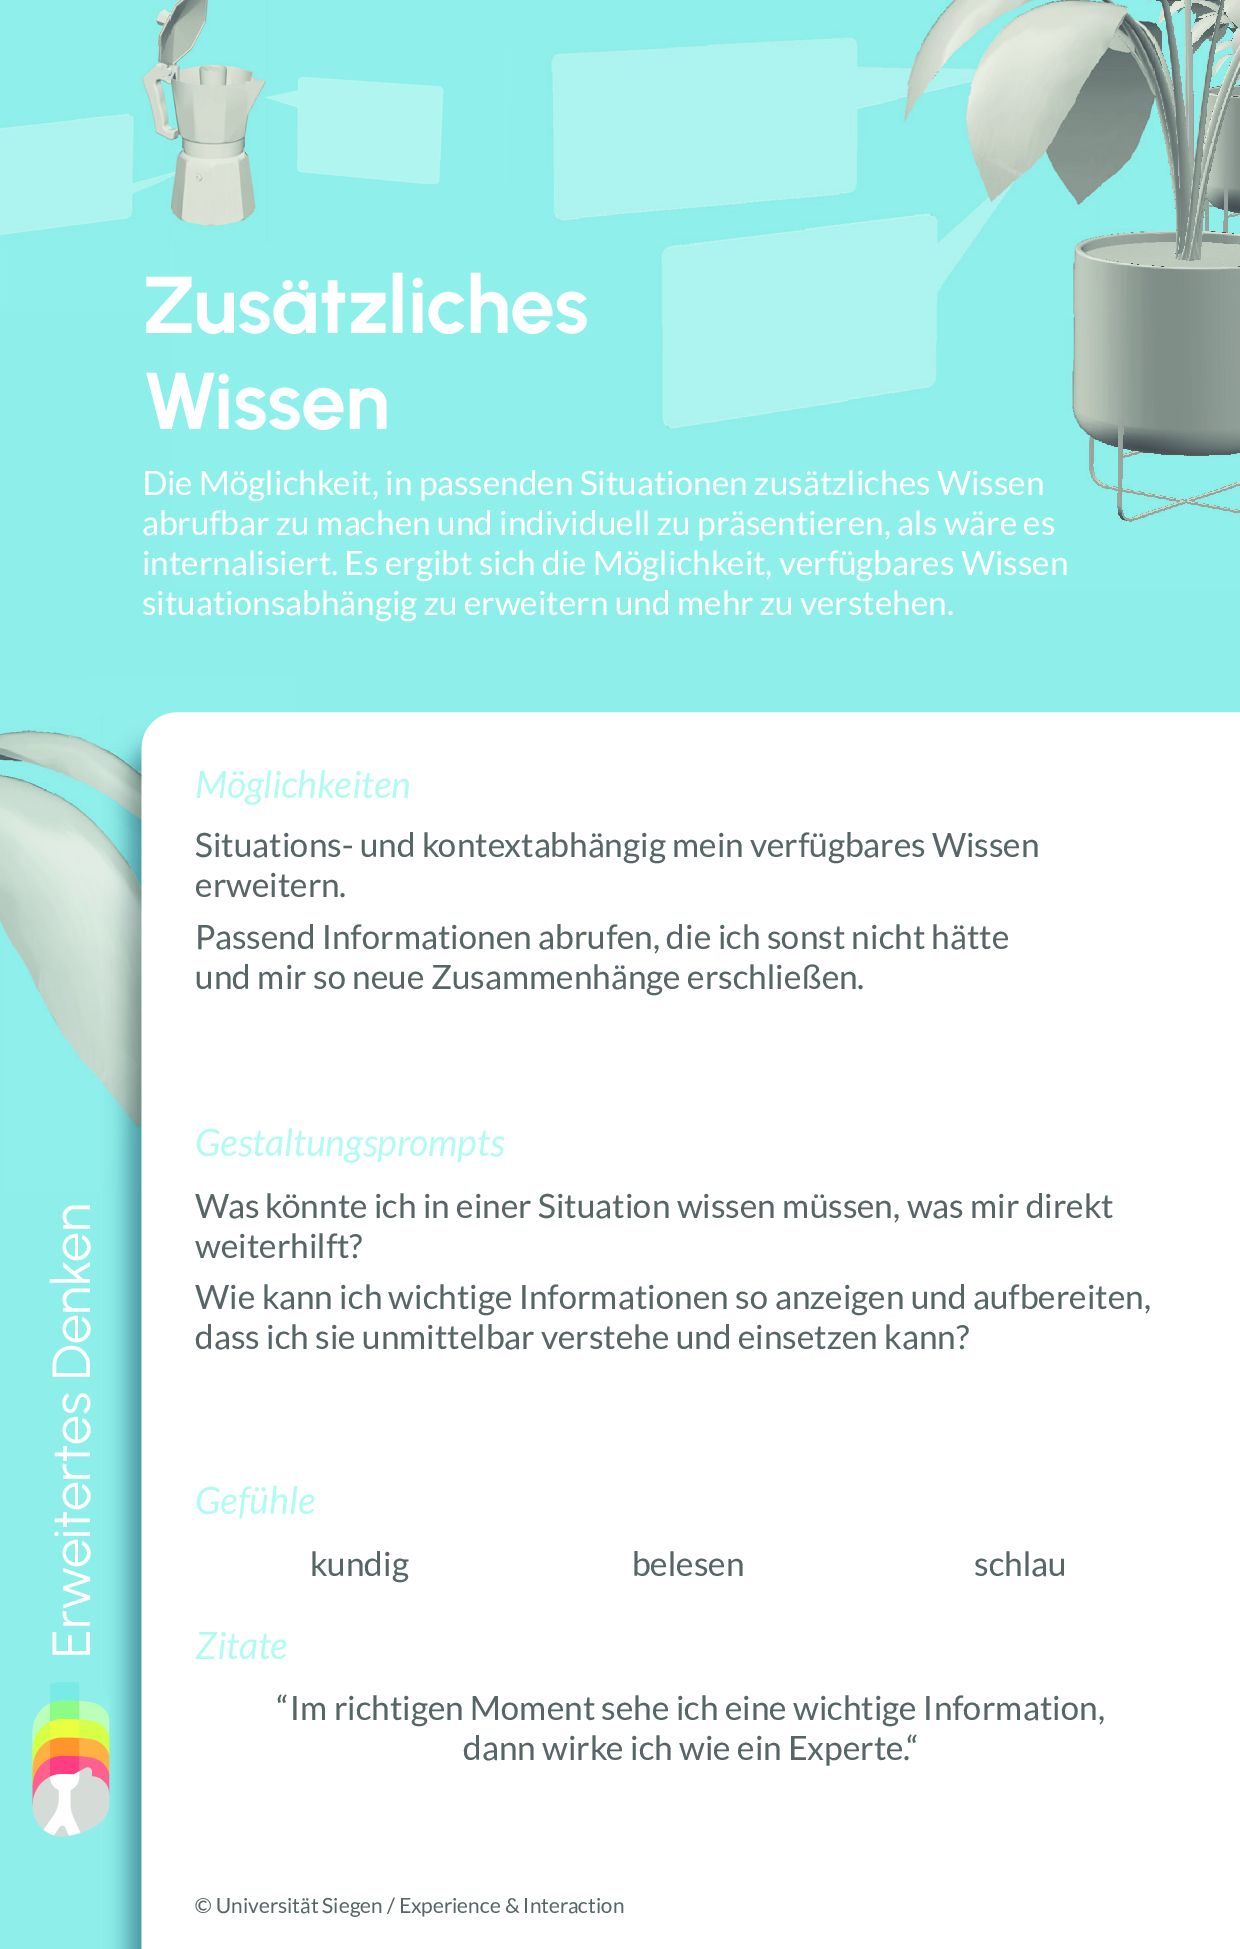 Zusätzliches
Wissen
Die Möglichkeit, in passenden Situationen zusätzliches Wissen
abrufbar zu machen und individuell zu präsentieren, als wäre es
internalisiert. Es ergibt sich die Möglichkeit, verfügbares Wissen
situationsabhängig zu erweitern und mehr zu verstehen.
Möglichkeiten
Situations- und kontextabhängig mein verfügbares Wissen
erweitern.
Passend Informationen abrufen, die ich sonst nicht hätte
und mir so neue Zusammenhänge erschließen.
Gestaltungsprompts
Was könnte ich in einer Situation wissen müssen, was mir direkt
weiterhilft?
Wie kann ich wichtige Informationen so anzeigen und aufbereiten,
dass ich sie unmittelbar verstehe und einsetzen kann?
Gefühle
kundig belesen schlau
Zitate
“Im richtigen Moment sehe ich eine wichtige Information,
dann wirke ich wie ein Experte.“
Erweitertes Denken
© Universität Siegen / Experience & Interaction